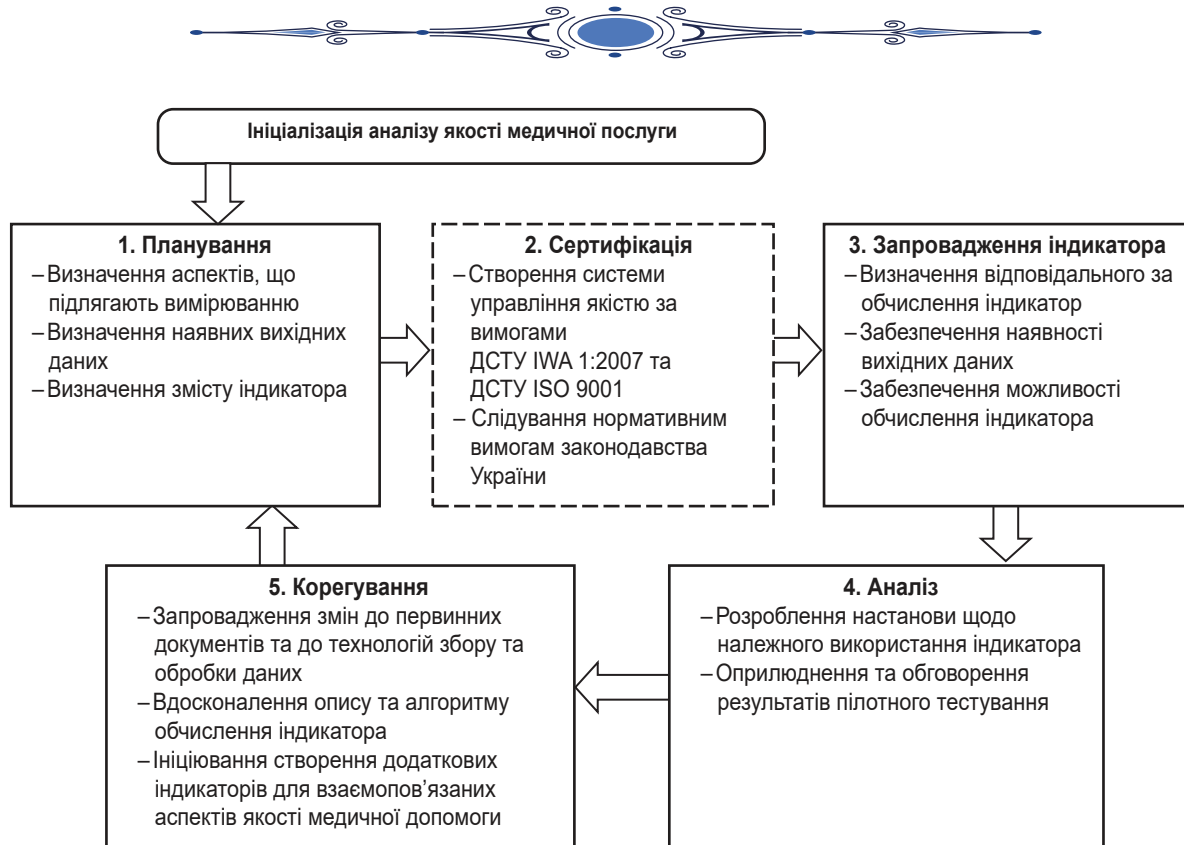 Ініціалізація аналізу якості медичної послуги
1. Планування
–Визначення аспектів, що
підлягають вимірюванню
–Визначення наявних вихідних
даних
–Визначення змісту індикатора
2. Сертифікація
–Створення системи
управління якістю за
вимогами
ДСТУ IWA 1:2007 та
ДСТУ ISO 9001
– Слідування нормативним
вимогам законодавства
України
3. Запровадження індикатора
–Визначення відповідального за
обчислення індикатор
–Забезпечення наявності
вихідних даних
–Забезпечення можливості
обчислення індикатора
4. Аналіз
–Розроблення настанови щодо
належного використання індикатора
–Оприлюднення та обговорення
результатів пілотного тестування
5. Корегування
–Запровадження змін до первинних
документів та до технологій збору та
обробки даних
–Вдосконалення опису та алгоритму
обчислення індикатора
–Ініціювання створення додаткових
індикаторів для взаємопов’язаних
аспектів якості медичної допомоги